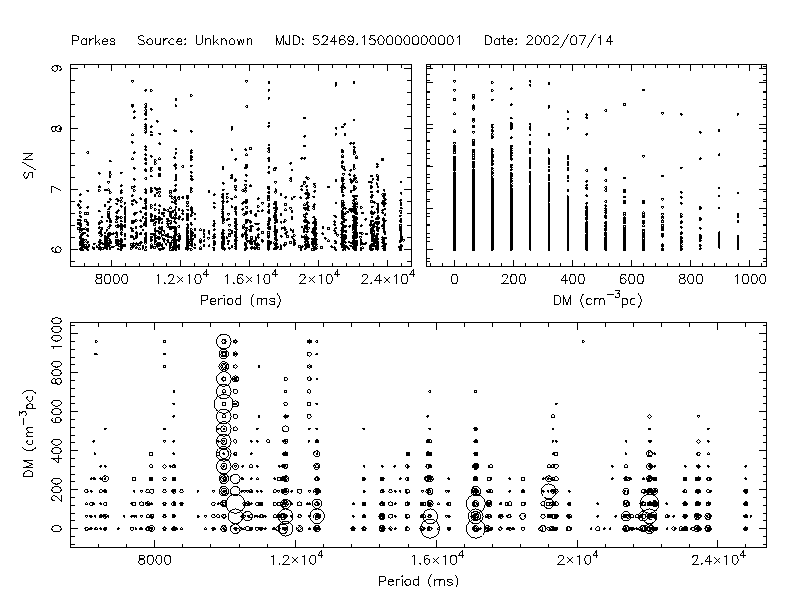 Parkes Source: Unknown MJD: 52469.150000000001 Date: 2002/07/14
9
8
7
6
S/N
8000 1.2×10⁴ 1.6×10⁴ 2×10⁴ 2.4×10⁴
Period (ms)
0 200 400 600 800 1000
DM (cm⁻³pc)
1000
800
600
400
200
0
DM (cm⁻³pc)
8000 1.2×10⁴ 1.6×10⁴ 2×10⁴ 2.4×10⁴
Period (ms)